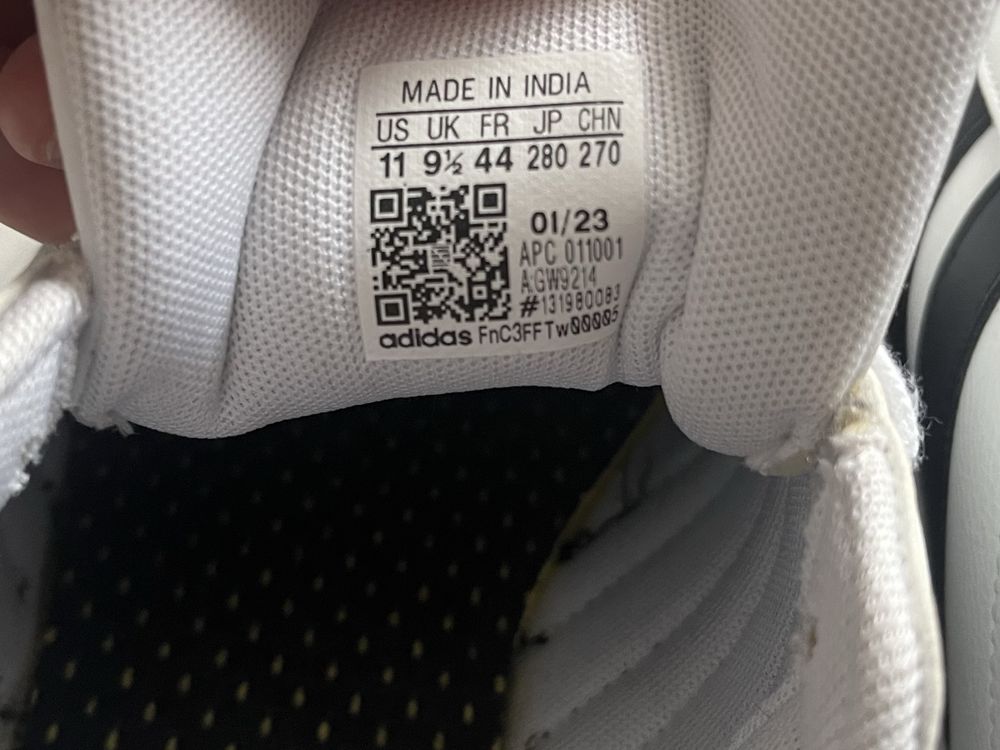 MADE IN INDIA
US UK FR JP CHN
11 9½ 44 280 270
01/23
APC 011001
AGW9214
#131980083
adidas FnC3FFTw00005